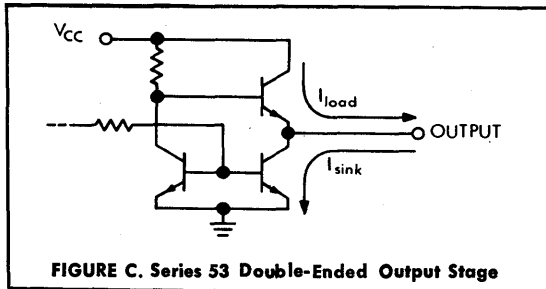 VCC
Iload
OUTPUT
Isink
FIGURE C. Series 53 Double-Ended Output Stage